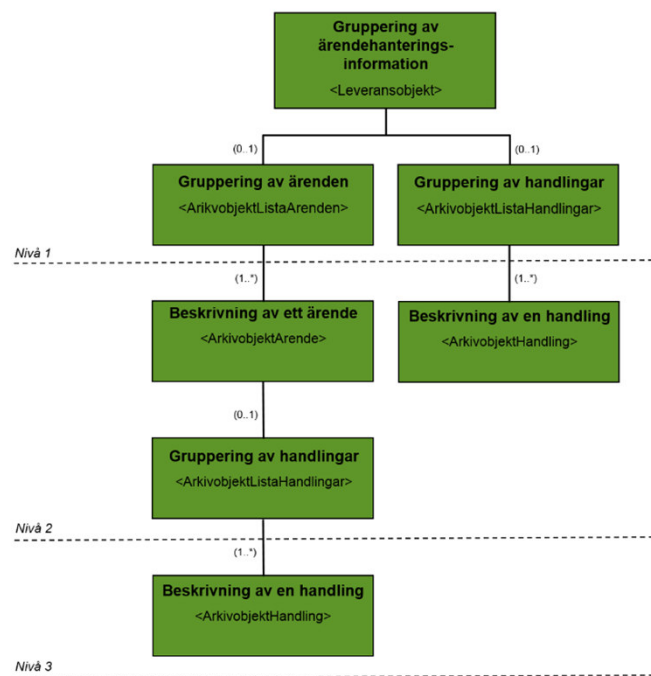 Gruppering av
ärendehanterings-
information
<Leveransobjekt>
(0..1)
(0..1)
Gruppering av ärenden
<ArikvobjektListaArenden>
Gruppering av handlingar
<ArkivobjektListaHandlingar>
Nivå 1
(1..*)
(1..*)
Beskrivning av ett ärende
<ArkivobjektArende>
Beskrivning av en handling
<ArkivobjektHandling>
(0..1)
Gruppering av handlingar
<ArkivobjektListaHandlingar>
Nivå 2
(1..*)
Beskrivning av en handling
<ArkivobjektHandling>
Nivå 3